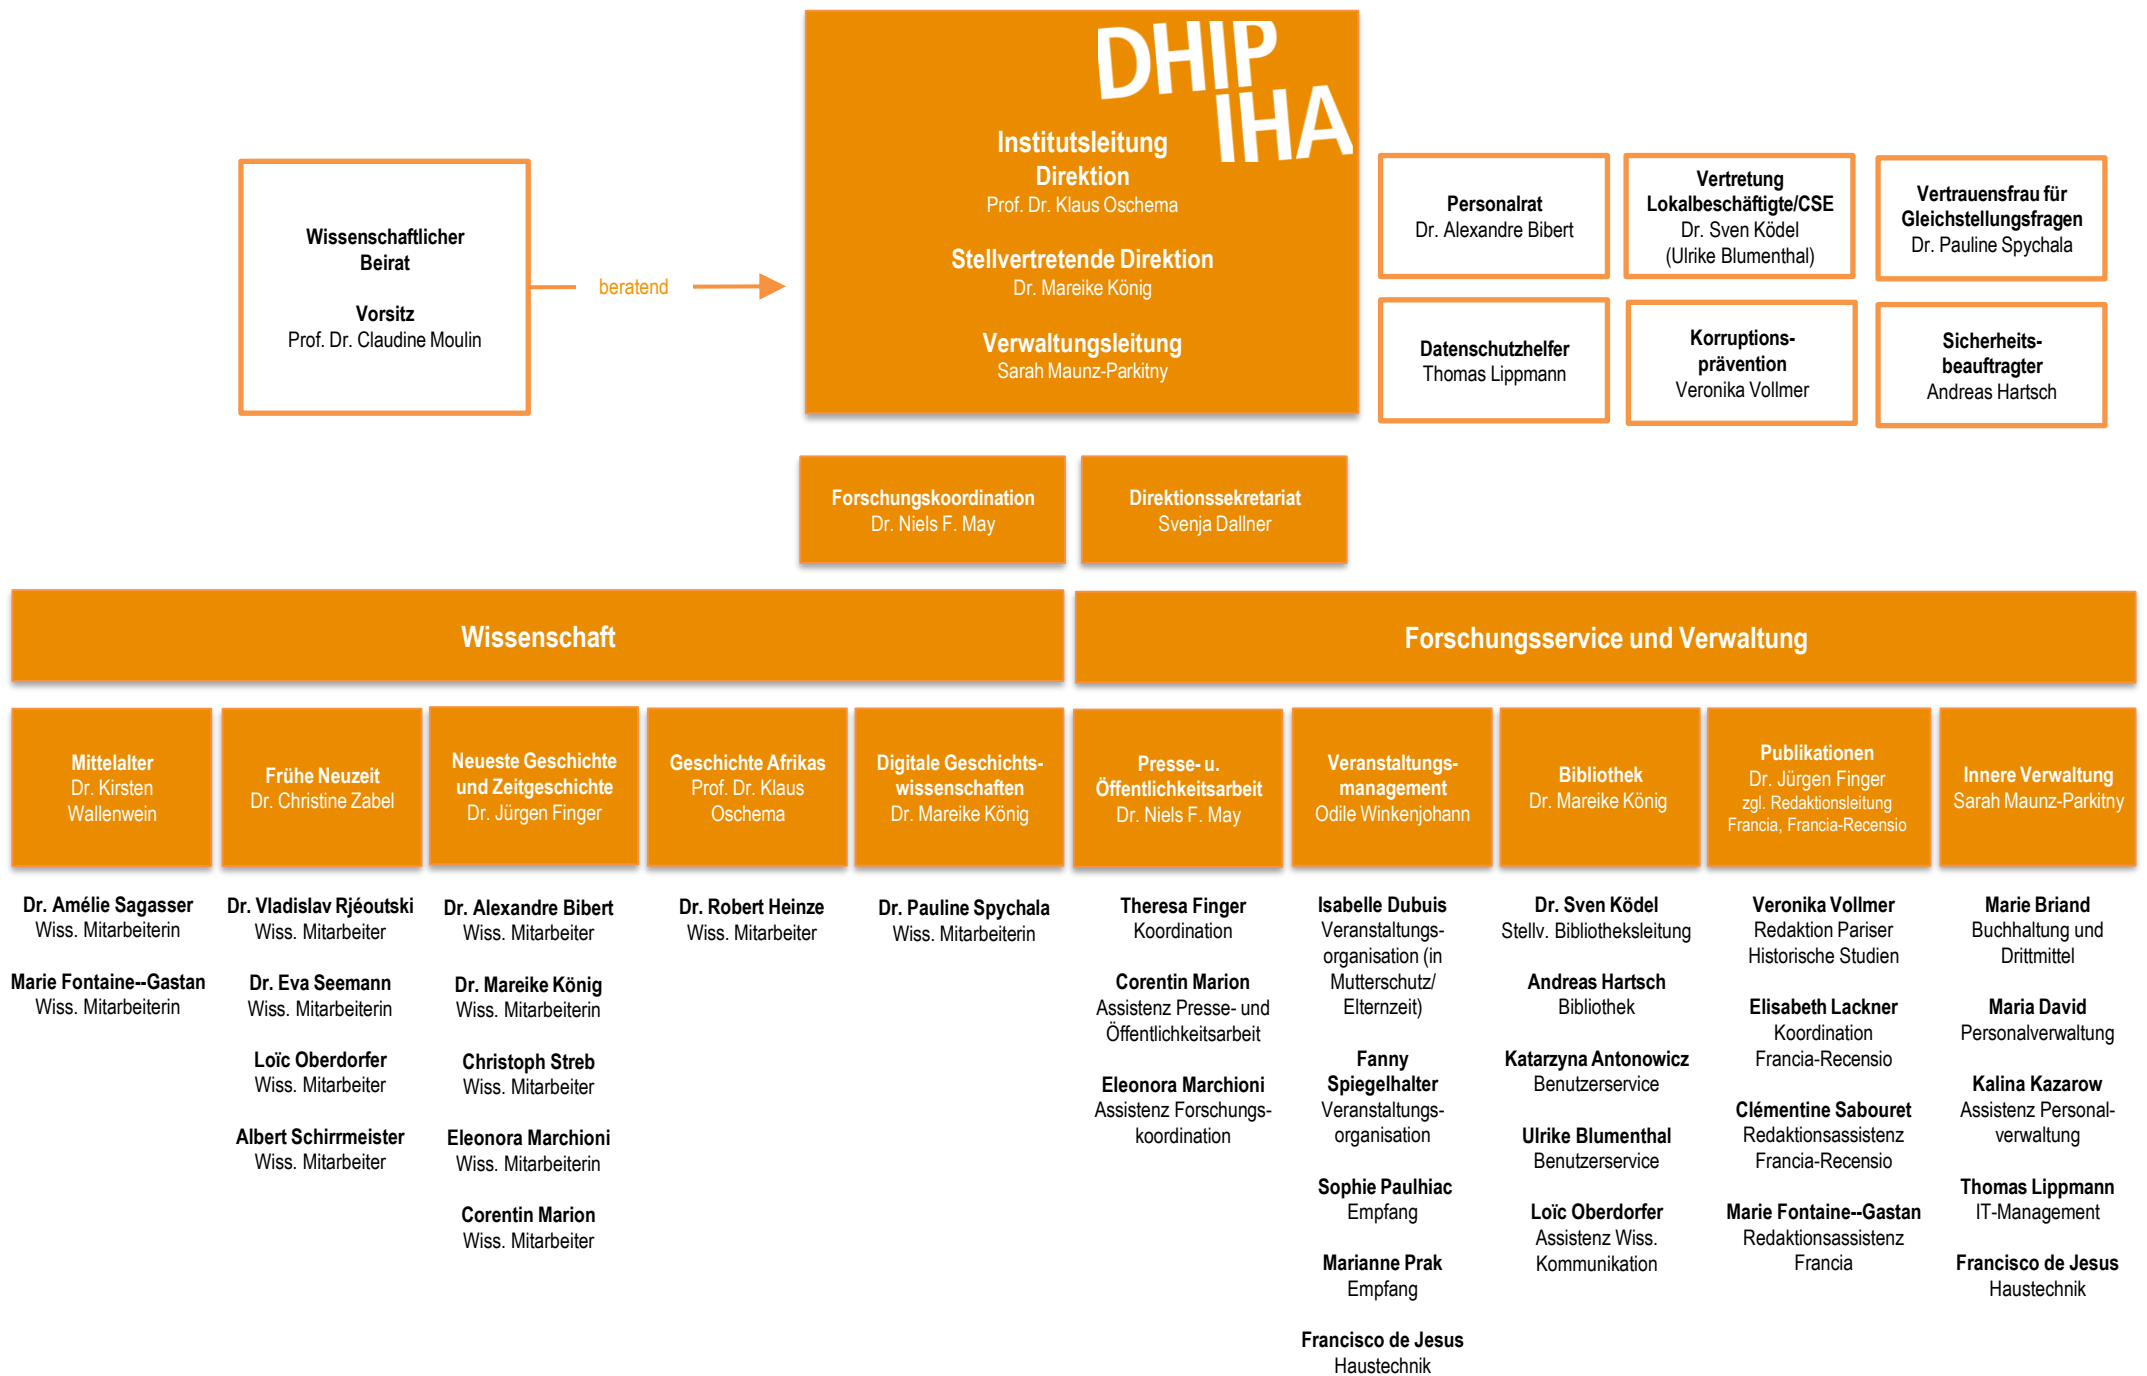 DHIP
IHA
Institutsleitung
Direktion
Prof. Dr. Klaus Oschema
Stellvertretende Direktion
Dr. Mareike König
Verwaltungsleitung
Sarah Maunz-Parkitny
Wissenschaftlicher
Beirat
Vorsitz
Prof. Dr. Claudine Moulin
beratend
Personalrat
Dr. Alexandre Bibert
Vertretung
Lokalbeschäftigte/CSE
Dr. Sven Ködel
(Ulrike Blumenthal)
Vertrauensfrau für
Gleichstellungsfragen
Dr. Pauline Spychala
Datenschutzhelfer
Thomas Lippmann
Korruptions-
prävention
Veronika Vollmer
Sicherheits-
beauftragter
Andreas Hartsch
Forschungskoordination
Dr. Niels F. May
Direktionssekretariat
Svenja Dallner
Wissenschaft
Forschungsservice und Verwaltung
Mittelalter
Dr. Kirsten
Wallenwein
Dr. Amélie Sagasser
Wiss. Mitarbeiterin
Marie Fontaine--Gastan
Wiss. Mitarbeiterin
Frühe Neuzeit
Dr. Christine Zabel
Dr. Vladislav Rjéoutski
Wiss. Mitarbeiter
Dr. Eva Seemann
Wiss. Mitarbeiterin
Loïc Oberdorfer
Wiss. Mitarbeiter
Albert Schirrmeister
Wiss. Mitarbeiter
Neueste Geschichte
und Zeitgeschichte
Dr. Jürgen Finger
Dr. Alexandre Bibert
Wiss. Mitarbeiter
Dr. Mareike König
Wiss. Mitarbeiterin
Christoph Streb
Wiss. Mitarbeiter
Eleonora Marchioni
Wiss. Mitarbeiterin
Corentin Marion
Wiss. Mitarbeiter
Geschichte Afrikas
Prof. Dr. Klaus
Oschema
Dr. Robert Heinze
Wiss. Mitarbeiter
Digitale Geschichts-
wissenschaften
Dr. Mareike König
Dr. Pauline Spychala
Wiss. Mitarbeiterin
Presse- u.
Öffentlichkeitsarbeit
Dr. Niels F. May
Theresa Finger
Koordination
Corentin Marion
Assistenz Presse- und
Öffentlichkeitsarbeit
Eleonora Marchioni
Assistenz Forschungs-
koordination
Veranstaltungs-
management
Odile Winkenjohann
Isabelle Dubuis
Veranstaltungs-
organisation (in
Mutterschutz/
Elternzeit)
Fanny
Spiegelhalter
Veranstaltungs-
organisation
Sophie Paulhiac
Empfang
Marianne Prak
Empfang
Francisco de Jesus
Haustechnik
Bibliothek
Dr. Mareike König
Dr. Sven Ködel
Stellv. Bibliotheksleitung
Andreas Hartsch
Bibliothek
Katarzyna Antonowicz
Benutzerservice
Ulrike Blumenthal
Benutzerservice
Loïc Oberdorfer
Assistenz Wiss.
Kommunikation
Publikationen
Dr. Jürgen Finger
zgl. Redaktionsleitung
Francia, Francia-Recensio
Veronika Vollmer
Redaktion Pariser
Historische Studien
Elisabeth Lackner
Koordination
Francia-Recensio
Clémentine Sabouret
Redaktionsassistenz
Francia-Recensio
Marie Fontaine--Gastan
Redaktionsassistenz
Francia
Innere Verwaltung
Sarah Maunz-Parkitny
Marie Briand
Buchhaltung und
Drittmittel
Maria David
Personalverwaltung
Kalina Kazarow
Assistenz Personal-
verwaltung
Thomas Lippmann
IT-Management
Francisco de Jesus
Haustechnik